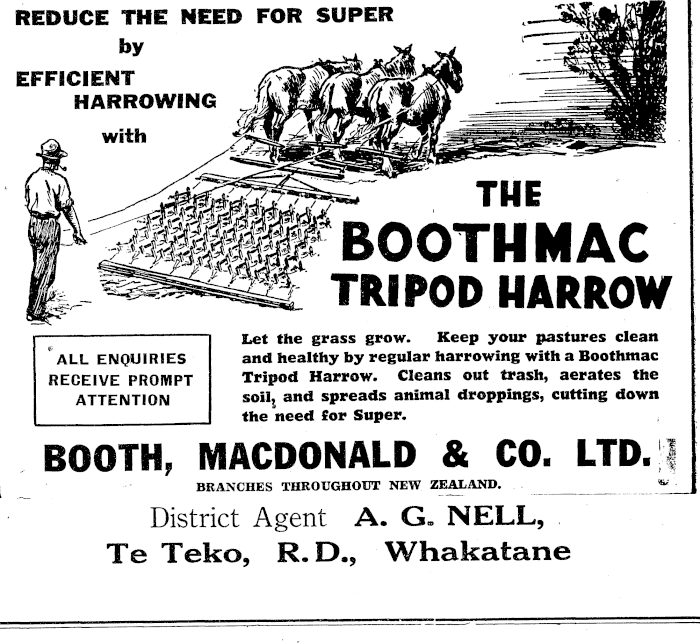 REDUCE THE NEED FOR SUPER
by
EFFICIENT
HARROWING
with
THE
BOOTHMAC
TRIPOD HARROW
ALL ENQUIRIES
RECEIVE PROMPT
ATTENTION
Let the grass grow. Keep your pastures clean
and healthy by regular harrowing with a Boothmac
Tripod Harrow. Cleans out trash, aerates the
soil, and spreads animal droppings, cutting down
the need for Super.
BOOTH, MACDONALD & CO. LTD.
BRANCHES THROUGHOUT NEW ZEALAND.
District Agent A. G. NELL,
Te Teko, R.D., Whakatane